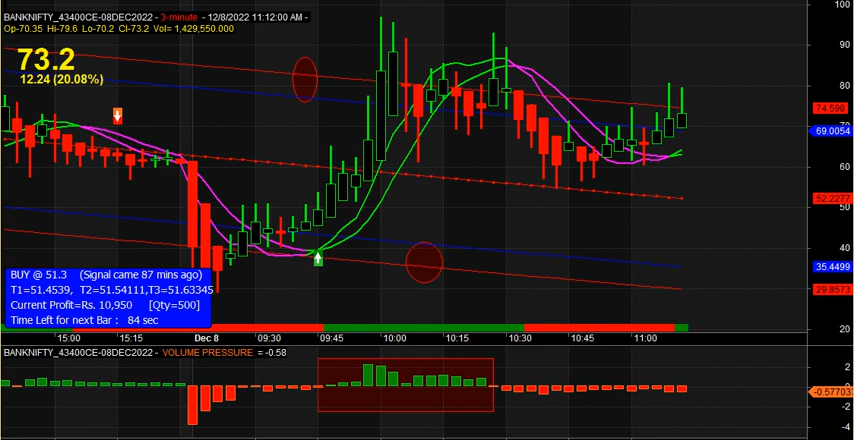 BANKNIFTY_43400CE-08DEC2022 - 3-minute - 12/8/2022 11:12:00 AM -
Op-70.35 Hi-79.6 Lo-70.2 Cl-73.2 Vol= 1,429,550.000
73.2
12.24 (20.08%)
100
90
80
74.598
70
69.0054
60
52.2277
50
40
35.4499
29.8573
20
BUY @ 51.3 (Signal came 87 mins ago)
T1=51.4539, T2=51.54111,T3=51.63345
Current Profit=Rs. 10,950 [Qty=500]
Time Left for next Bar : 84 sec
15:00 15:15 Dec 8 09:30 09:45 10:00 10:15 10:30 10:45 11:00
BANKNIFTY_43400CE-08DEC2022 - VOLUME PRESSURE = -0.58
2
0
-0.577031
-2
-4